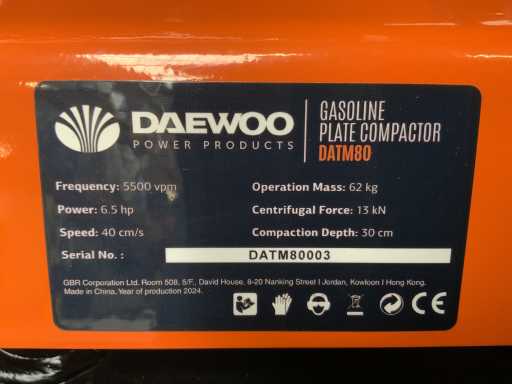 DAEWOO
POWER PRODUCTS
GASOLINE
PLATE COMPACTOR
DATM80
Frequency: 5500 vpm
Power: 6.5 hp
Speed: 40 cm/s
Operation Mass: 62 kg
Centrifugal Force: 13 kN
Compaction Depth: 30 cm
Serial No. : DATM80003
GBR Corporation Ltd. Room 508, 5/F., David House, 8-20 Nanking Street I Jordan, Kowloon I Hong Kong.
Made in China, Year of production 2024.
CE